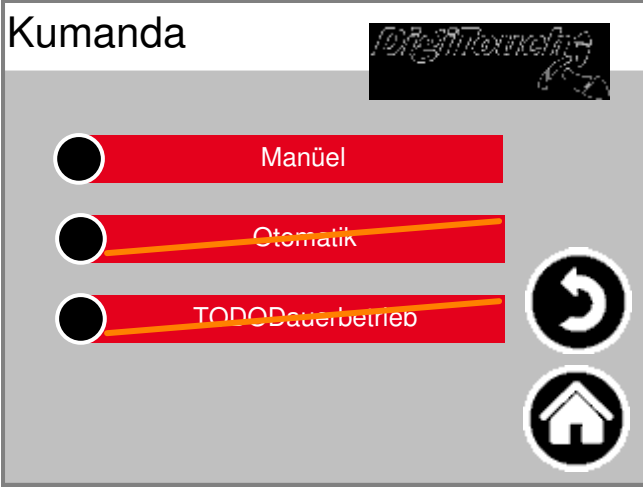 Kumanda
DigiTouch
Manüel
Otomatik
TODODauerbetrieb